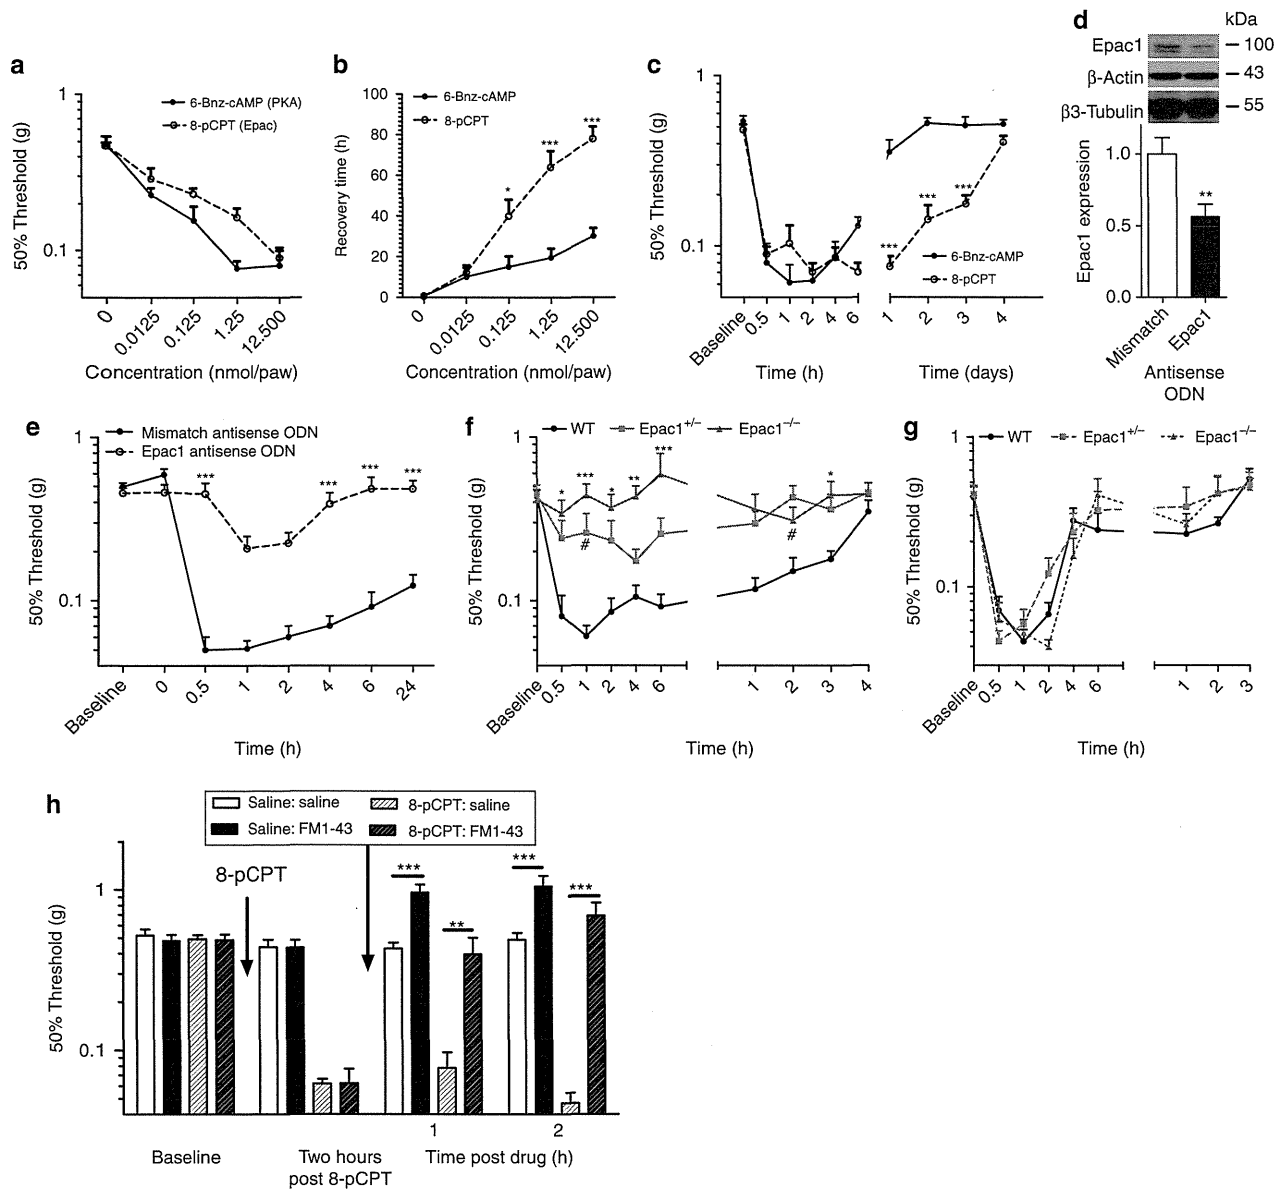 a
1
0.1
50% Threshold (g)
6-Bnz-cAMP (PKA)
8-pCPT (Epac)
0
0.0125
0.125
1.25
12.500
Concentration (nmol/paw)
b
100
80
60
40
20
0
Recovery time (h)
6-Bnz-cAMP
8-pCPT
*
***
***
0
0.0125
0.125
1.25
12.500
Concentration (nmol/paw)
c
1
0.1
50% Threshold (g)
***
***
***
6-Bnz-cAMP
8-pCPT
Baseline
0.5
1
2
4
6
1
2
3
4
Time (h)
Time (days)
d
kDa
Epac1
100
β-Actin
43
β3-Tubulin
55
1.0
0.5
0.0
Epac1 expression
**
Mismatch
Epac1
Antisense
ODN
e
1
0.1
50% Threshold (g)
Mismatch antisense ODN
Epac1 antisense ODN
***
***
***
***
Baseline
0
0.5
1
2
4
6
24
Time (h)
f
WT
Epac1+/–
Epac1–/–
1
0.1
50% Threshold (g)
*
***
*
**
***
*
#
#
Baseline
0.5
1
2
4
6
1
2
3
4
Time (h)
g
WT
Epac1+/–
Epac1–/–
1
0.1
50% Threshold (g)
Baseline
0.5
1
2
4
6
1
2
3
Time (h)
h
Saline: saline
8-pCPT: saline
Saline: FM1-43
8-pCPT: FM1-43
8-pCPT
1
0.1
50% Threshold (g)
***
**
***
***
1
2
Baseline
Two hours
post 8-pCPT
Time post drug (h)